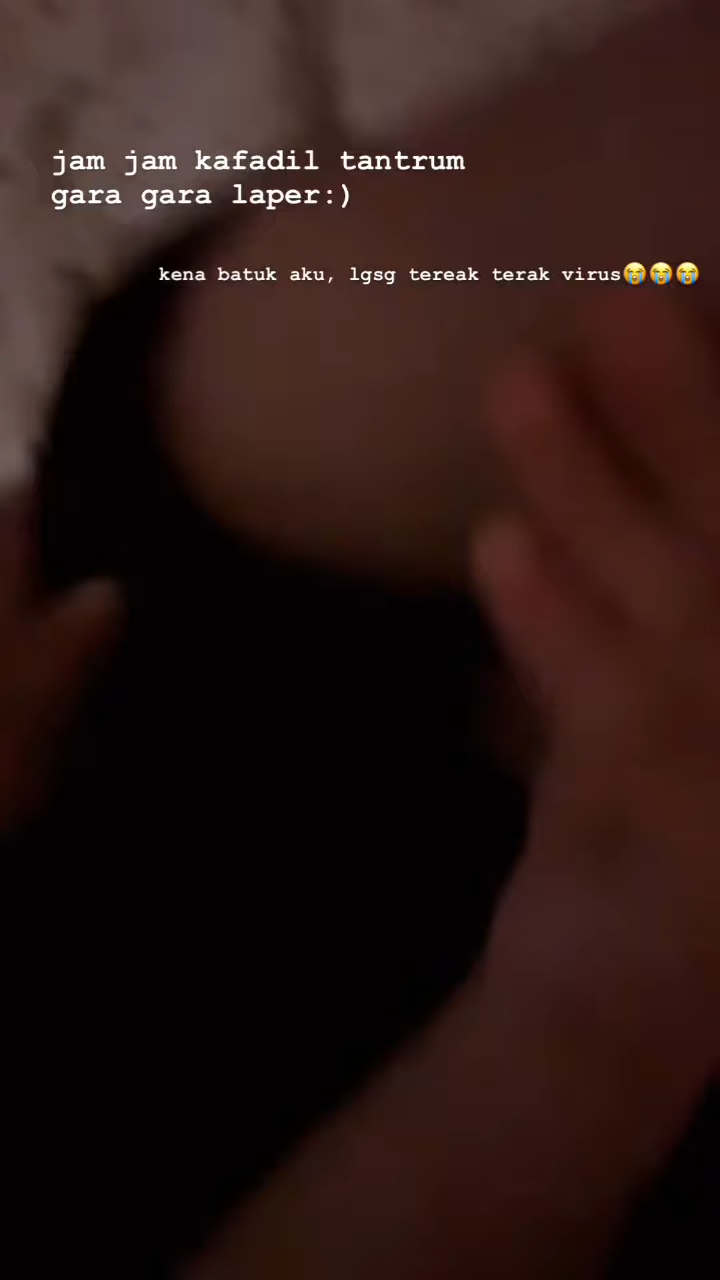 jam jam kafadil tantrum
gara gara laper:)
kena batuk aku, lgsg tereak terak virus😭😭😭